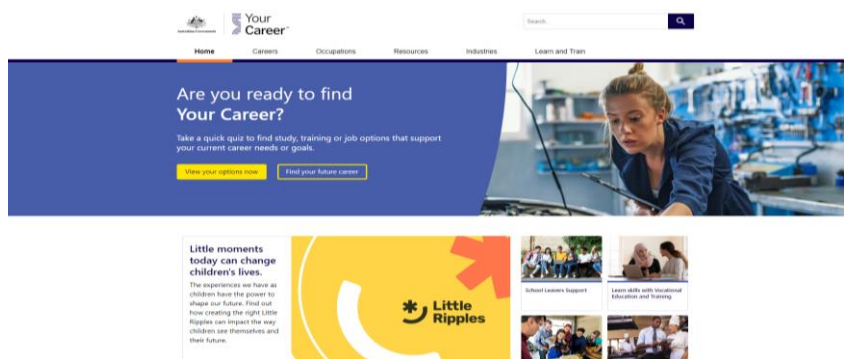 Australian Government
Your
Career
Search
Home
Careers
Occupations
Resources
Industries
Learn and Train
Are you ready to find
Your Career?
Take a quick quiz to find study, training or job options that support
your current career needs or goals.
View your options now
Find your future career
Little moments
today can change
children's lives.
The experiences we have as
children have the power to
shape our future. Find out
how creating the right Little
Ripples can impact the way
children see themselves and
their future.
Little
Ripples
School Leavers Support
Learn skills with Vocational
Education and Training